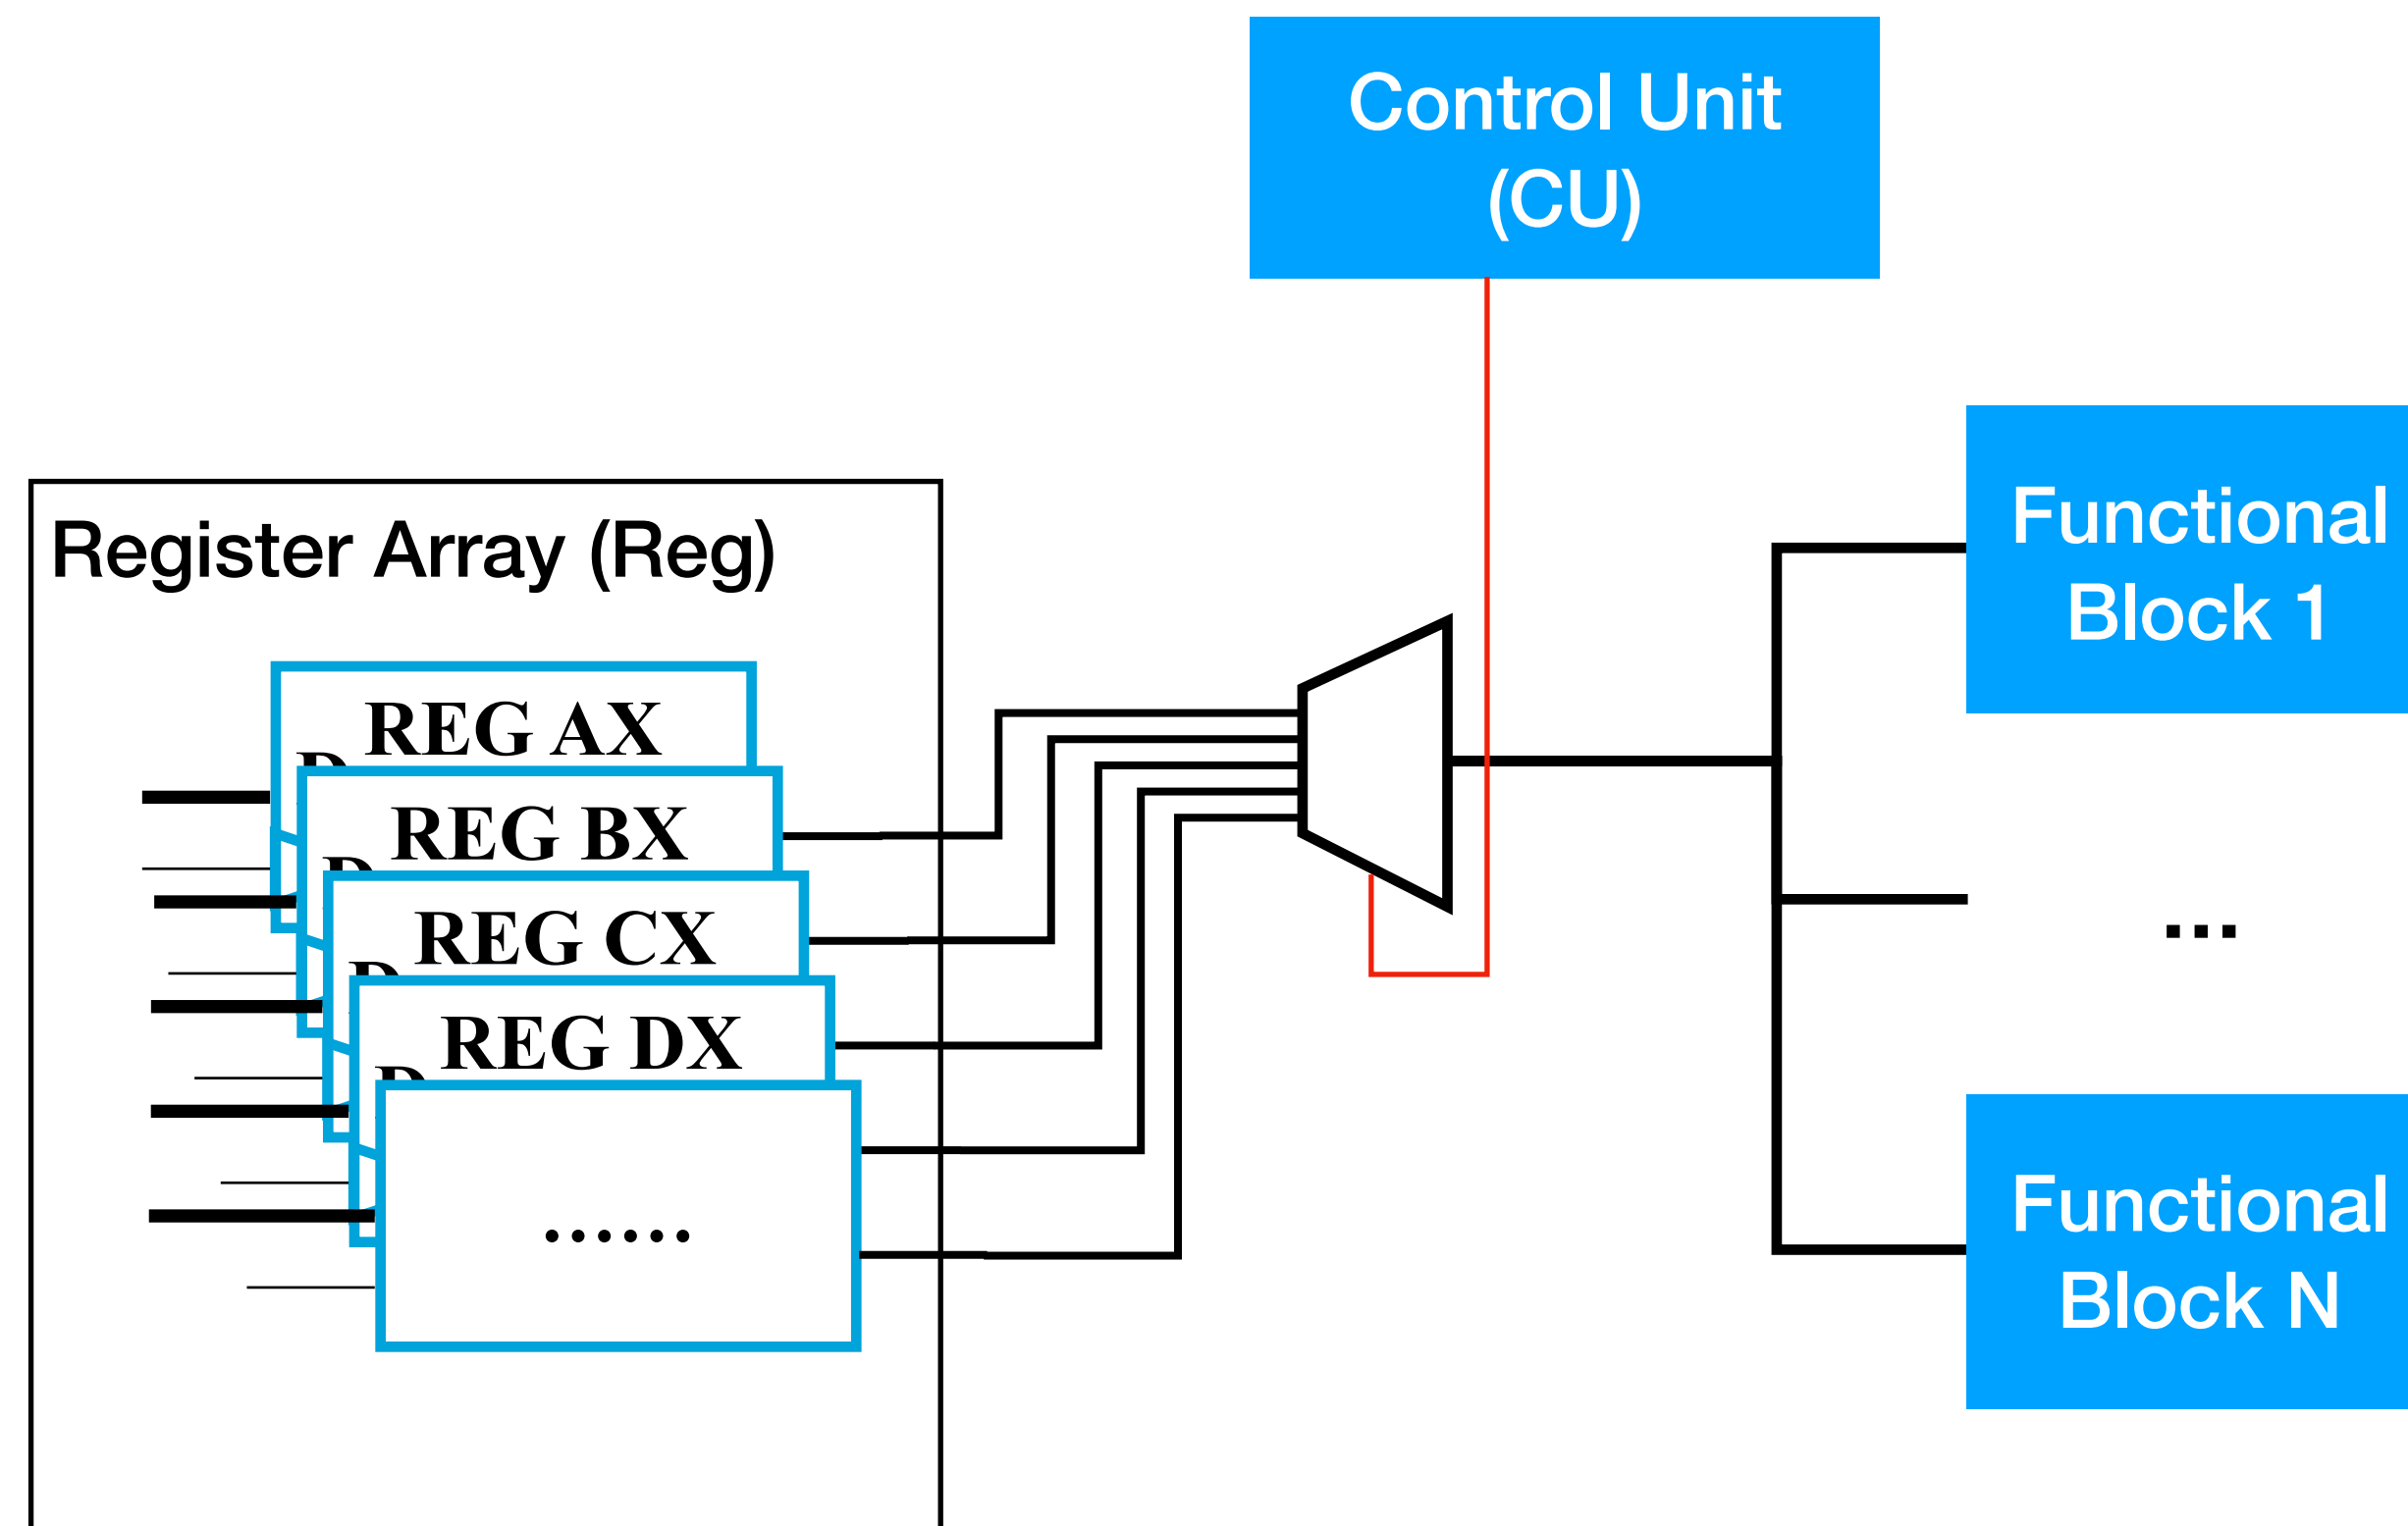 Control Unit
(CU)
Functional
Block 1
Register Array (Reg)
REG AX
REG BX
REG CX
REG DX
......
...
Functional
Block N